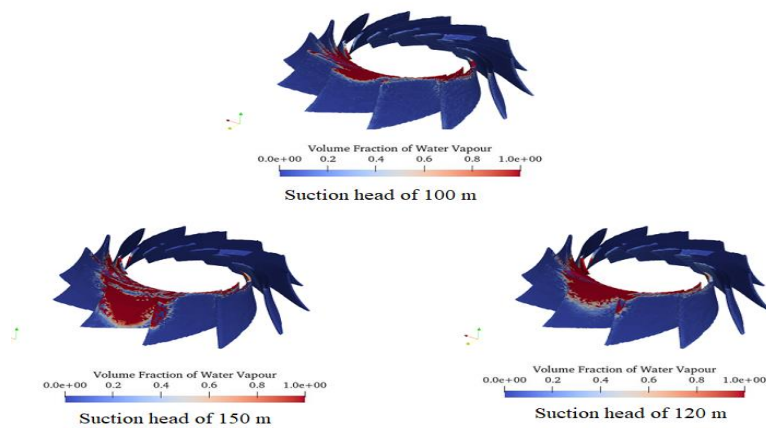 Volume Fraction of Water Vapour
0.0e+00 0.2 0.4 0.6 0.8 1.0e+00
Suction head of 100 m
Volume Fraction of Water Vapour
0.0e+00 0.2 0.4 0.6 0.8 1.0e+00
Suction head of 150 m
Volume Fraction of Water Vapour
0.0e+00 0.2 0.4 0.6 0.8 1.0e+00
Suction head of 120 m